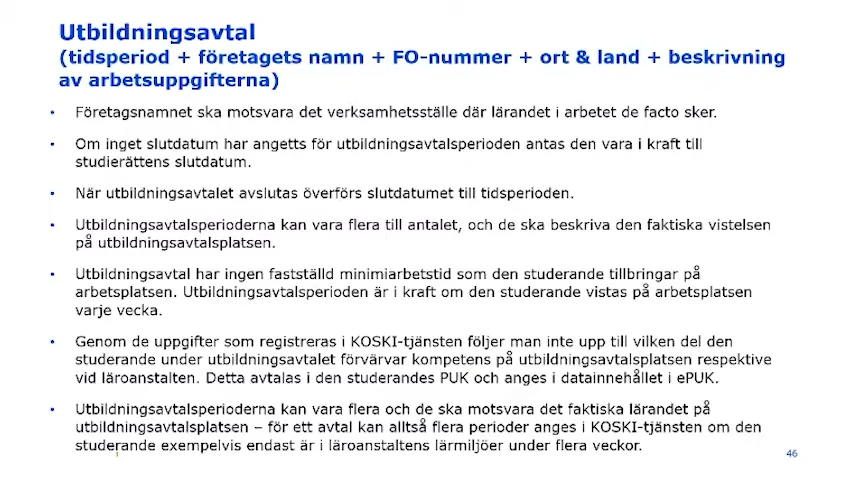 Utbildningsavtal
(tidsperiod + företagets namn + FO-nummer + ort & land + beskrivning
av arbetsuppgifterna)
• Företagsnamnet ska motsvara det verksamhetsställe där lärandet i arbetet de facto sker.
• Om inget slutdatum har angetts för utbildningsavtalsperioden antas den vara i kraft till
studierättens slutdatum.
• När utbildningsavtalet avslutas överförs slutdatumet till tidsperioden.
• Utbildningsavtalsperioderna kan vara flera till antalet, och de ska beskriva den faktiska vistelsen
på utbildningsavtalsplatsen.
• Utbildningsavtal har ingen fastställd minimiarbetstid som den studerande tillbringar på
arbetsplatsen. Utbildningsavtalsperioden är i kraft om den studerande vistas på arbetsplatsen
varje vecka.
• Genom de uppgifter som registreras i KOSKI-tjänsten följer man inte upp till vilken del den
studerande under utbildningsavtalet förvärvar kompetens på utbildningsavtalsplatsen respektive
vid läroanstalten. Detta avtalas i den studerandes PUK och anges i datainnehållet i ePUK.
• Utbildningsavtalsperioderna kan vara flera och de ska motsvara det faktiska lärandet på
utbildningsavtalsplatsen – för ett avtal kan alltså flera perioder anges i KOSKI-tjänsten om den
studerande exempelvis endast är i läroanstaltens lärmiljöer under flera veckor.
46